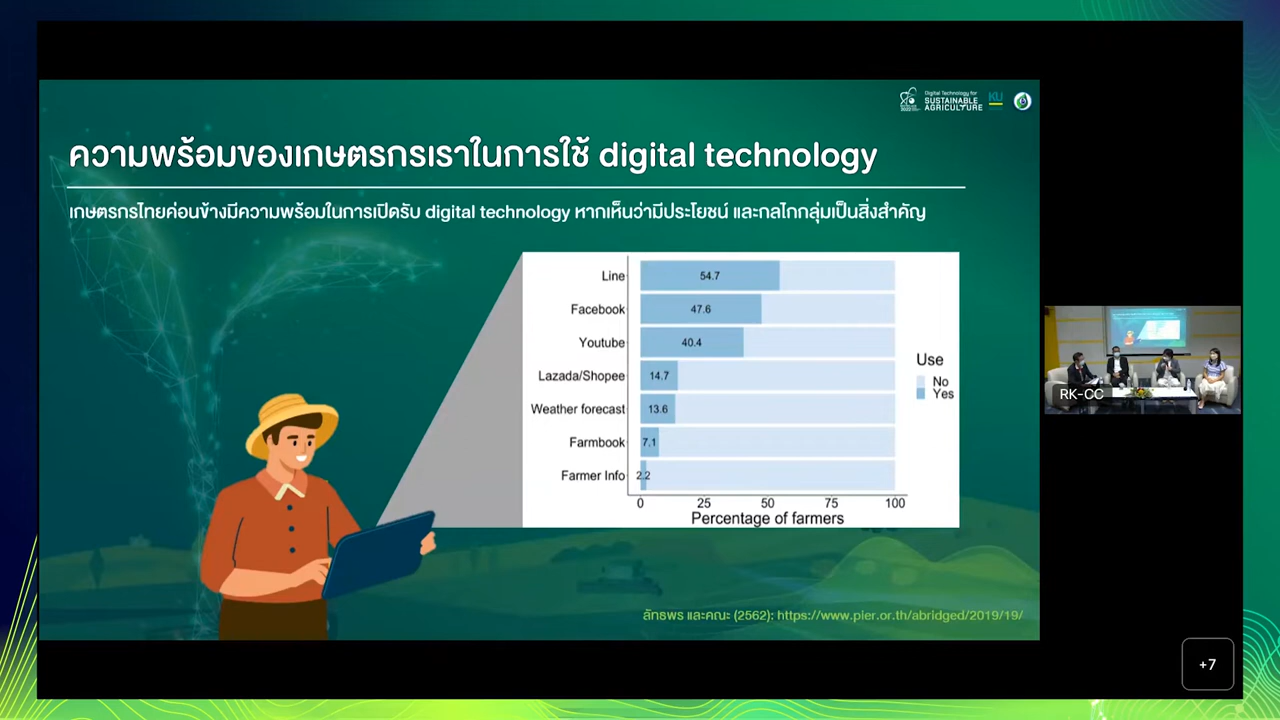 Digital Technology for
SUSTAINABLE
AGRICULTURE
KU
ความพร้อมของเกษตรกรเราในการใช้ digital technology
เกษตรกรไทยค่อนข้างมีความพร้อมในการเปิดรับ digital technology หากเห็นว่ามีประโยชน์ และกลไกกลุ่มเป็นสิ่งสำคัญ
Line 54.7
Facebook 47.6
Youtube 40.4
Lazada/Shopee 14.7
Weather forecast 13.6
Farmbook 7.1
Farmer Info 2.2
0 25 50 75 100
Percentage of farmers
Use
No
Yes
ลัทธพร และคณะ (2562): https://www.pier.or.th/abridged/2019/19/
RK-CC
+7